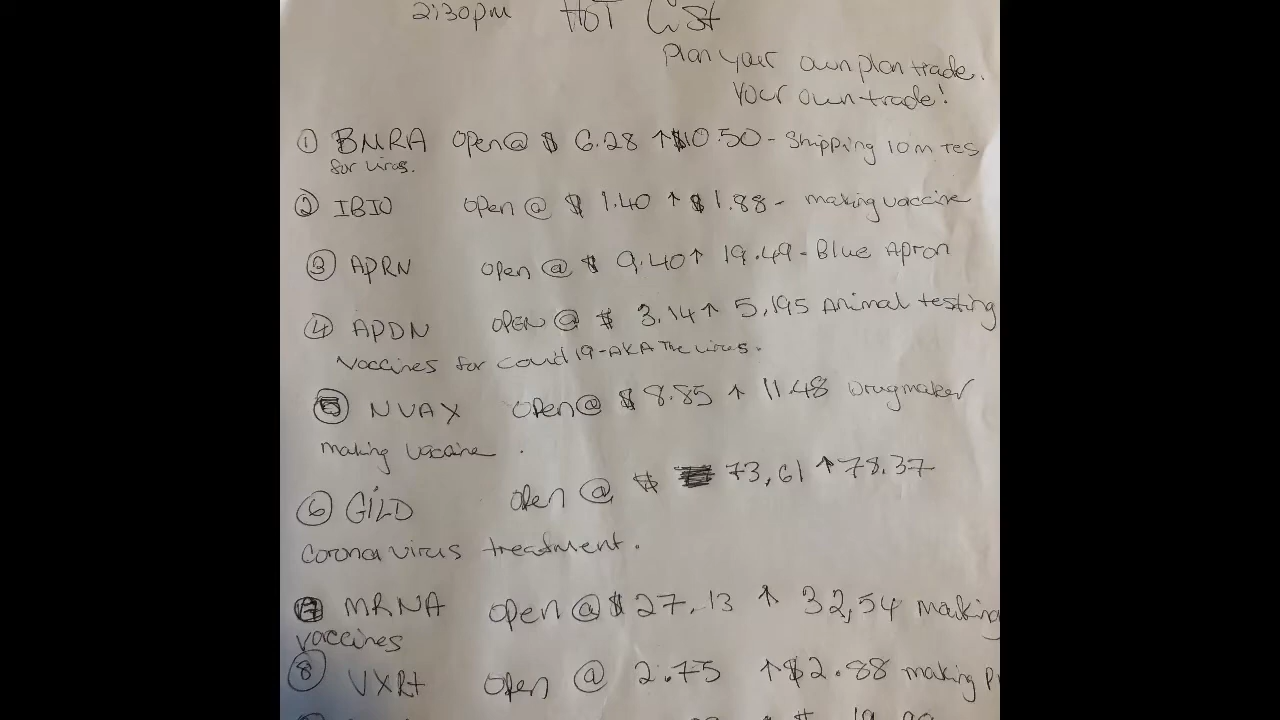 2:30pm HOT List
Plan your own plan trade.
Your own trade!
① BMRA open @ $ 6.28 ↑ $10.50 - Shipping 10m tes
for virus.
② IBIO open @ $ 1.40 ↑ $ 1.88 - making vaccine
③ APRN open @ $ 9.40 ↑ 19.49 - Blue Apron
④ APDN OPEN @ $ 3.14 ↑ 5,195 Animal testing
Vaccines for Covid 19 - AKA The virus.
⑤ NVAX open @ $ 8.85 ↑ 11.48 Drugmaker
making vaccine.
⑥ GILD open @ $ 73,61 ↑ 78.37
Corona virus treatment.
⑦ MRNA open @ $ 27,13 ↑ 32,54 making
vaccines
⑧ VXRt open @ 2.75 ↑ $2.88 making